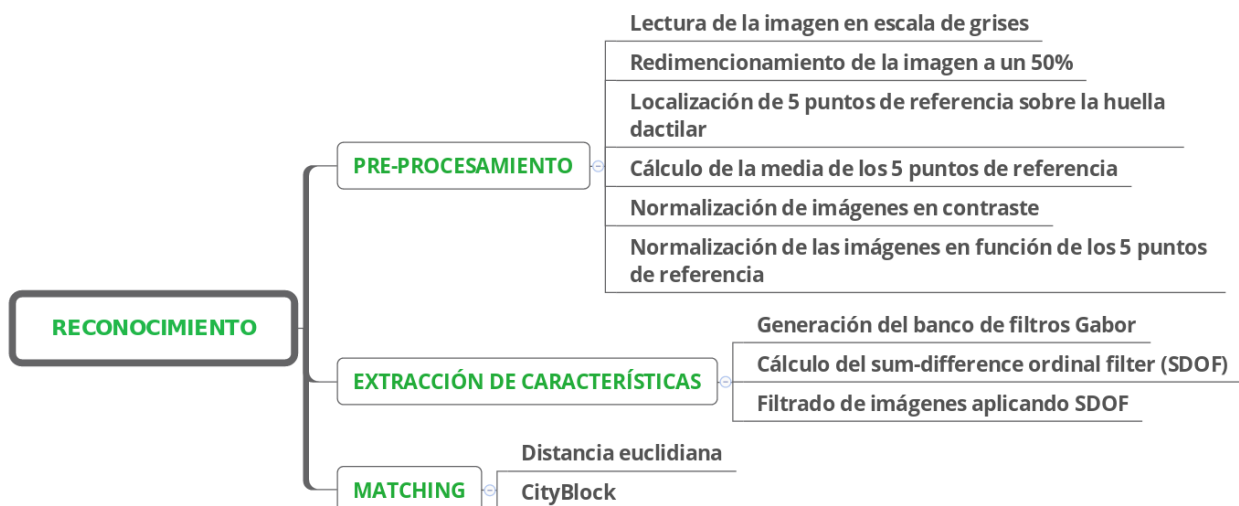 RECONOCIMIENTO
PRE-PROCESAMIENTO
Lectura de la imagen en escala de grises
Redimencionamiento de la imagen a un 50%
Localización de 5 puntos de referencia sobre la huella
dactilar
Cálculo de la media de los 5 puntos de referencia
Normalización de imágenes en contraste
Normalización de las imágenes en función de los 5 puntos
de referencia
EXTRACCIÓN DE CARACTERÍSTICAS
Generación del banco de filtros Gabor
Cálculo del sum-difference ordinal filter (SDOF)
Filtrado de imágenes aplicando SDOF
MATCHING
Distancia euclidiana
CityBlock